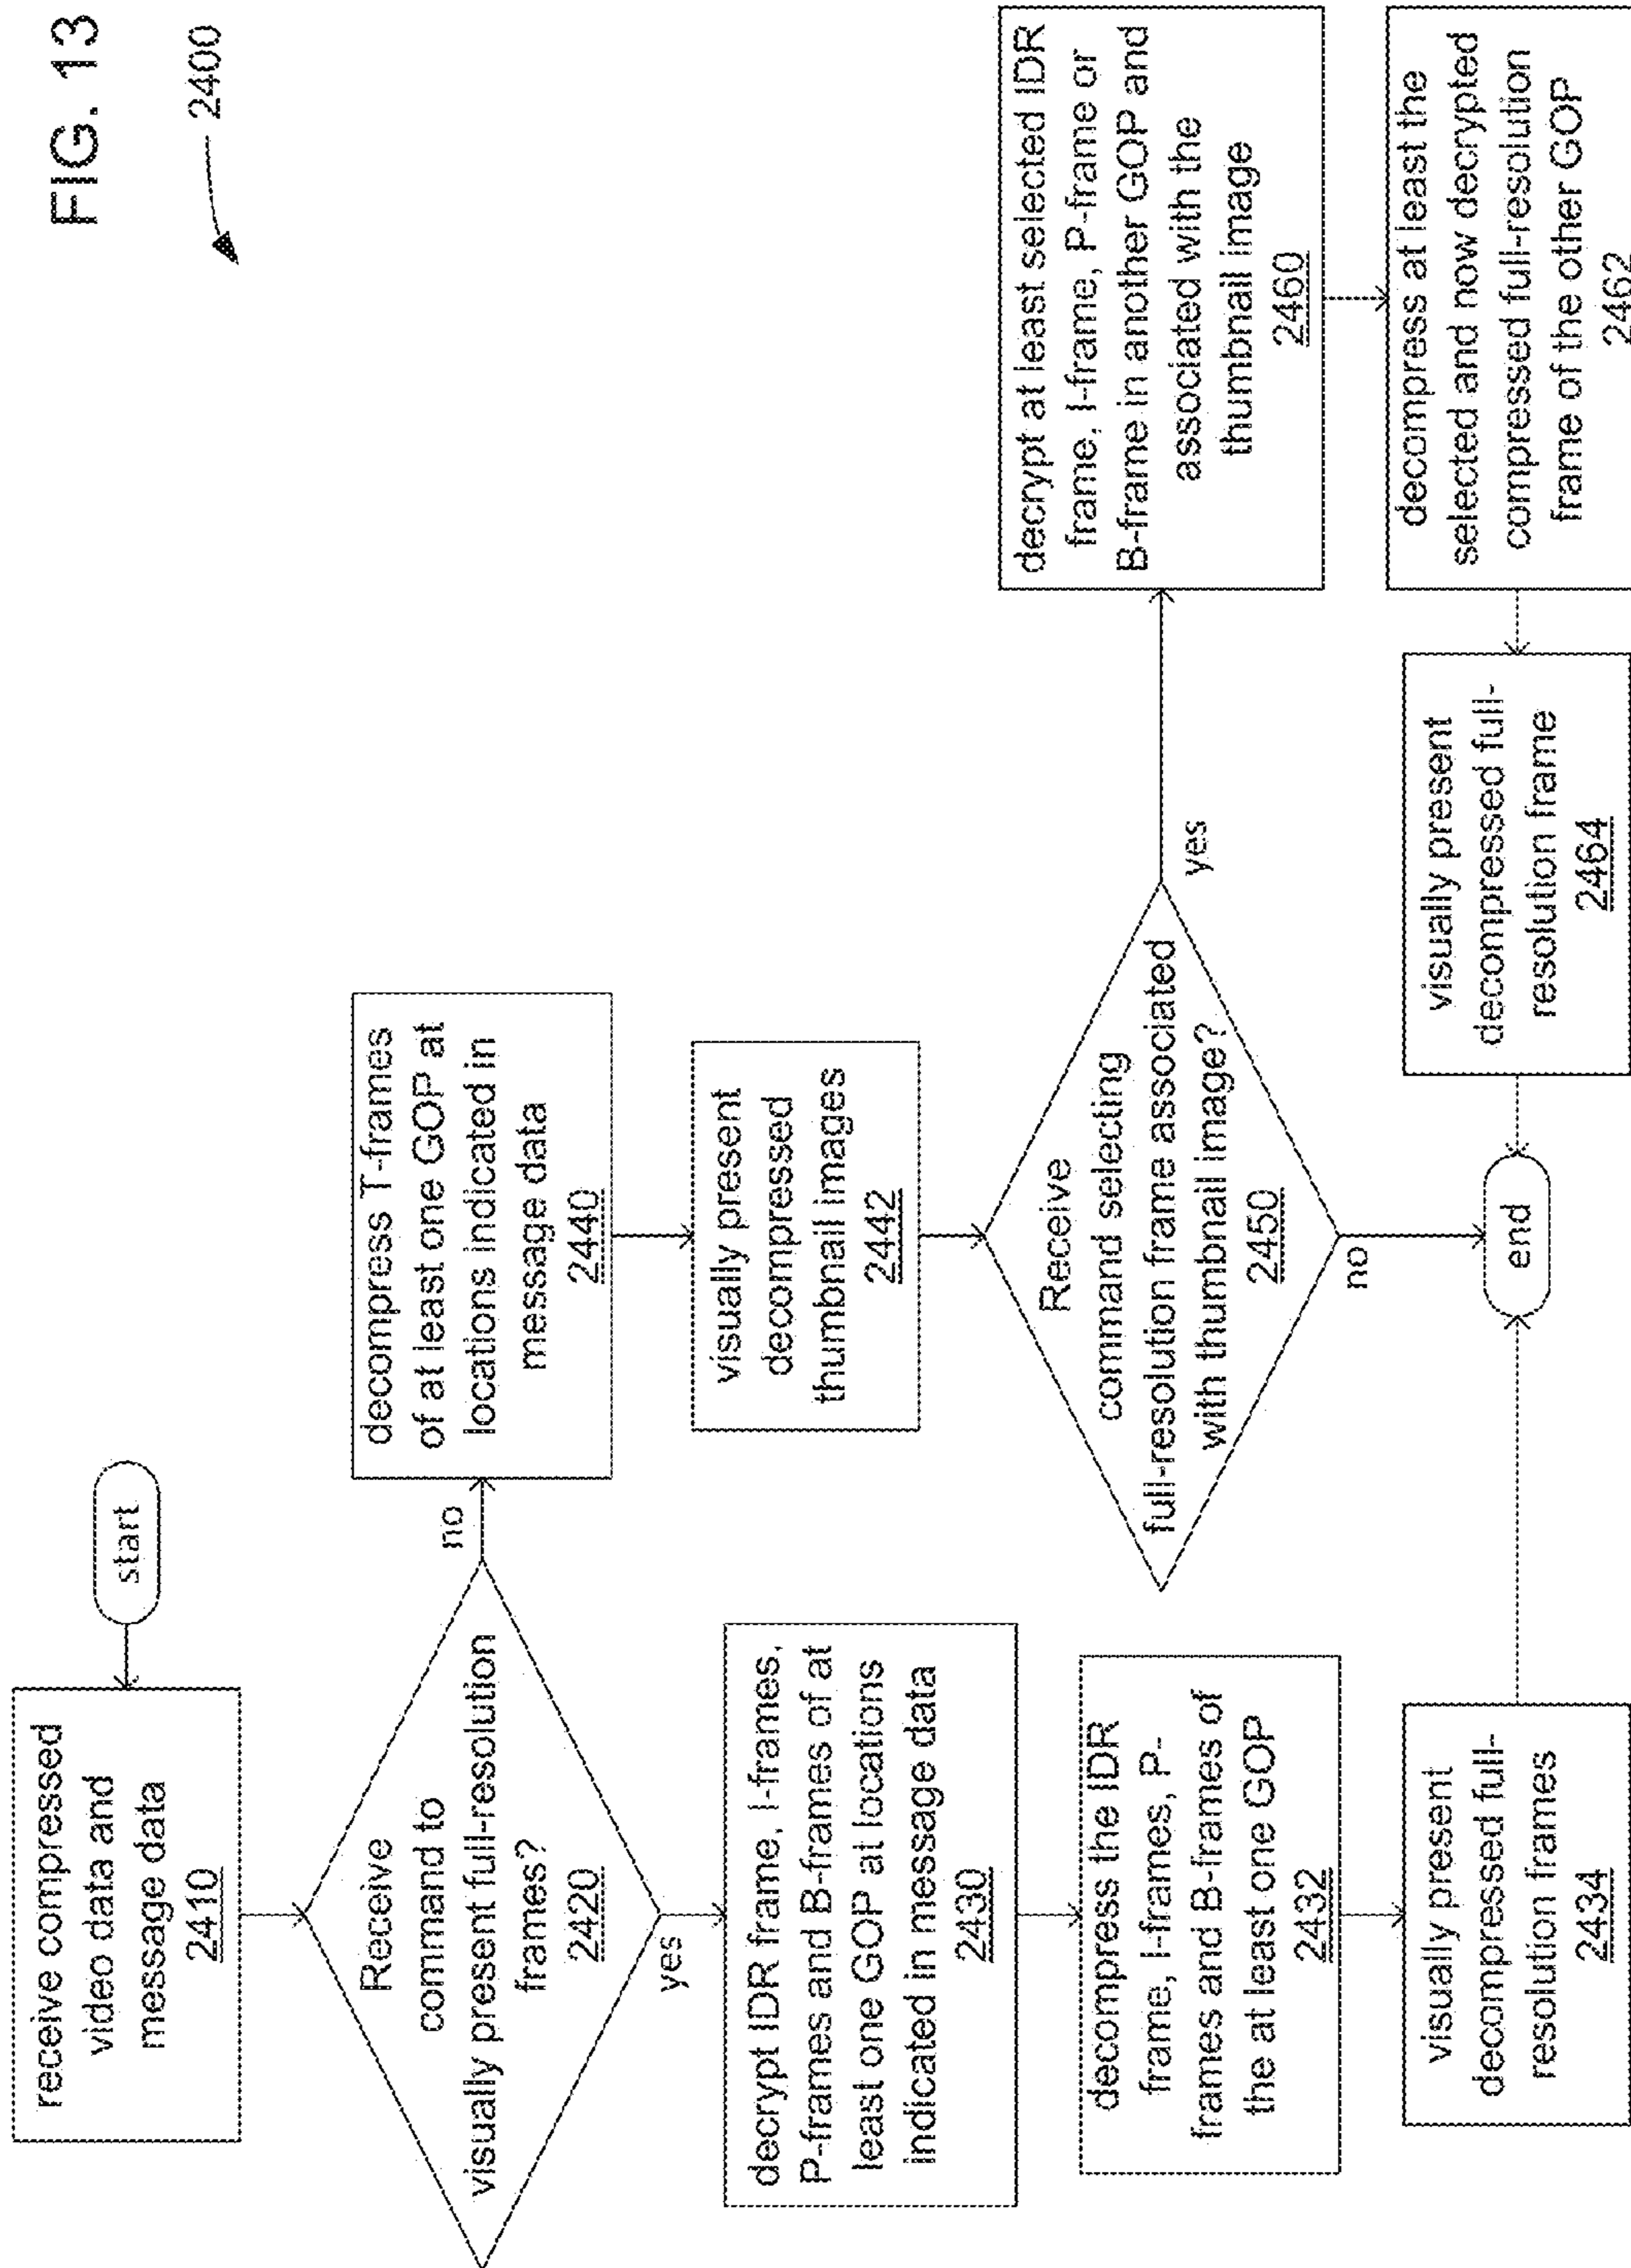 FIG. 13
2400
start
receive compressed
video data and
message data
2410
Receive
command to
visually present full-resolution
frames?
2420
no
yes
decrypt IDR frame, I-frames,
P-frames and B-frames of at
least one GOP at locations
indicated in message data
2430
decompress the IDR
frame, I-frames, P-
frames and B-frames of
the at least one GOP
2432
visually present
decompressed full-
resolution frames
2434
decompress T-frames
of at least one GOP at
locations indicated in
message data
2440
visually present
decompressed
thumbnail images
2442
Receive
command selecting
full-resolution frame associated
with thumbnail image?
2450
yes
no
decrypt at least selected IDR
frame, I-frame, P-frame or
B-frame in another GOP and
associated with the
thumbnail image
2460
decompress at least the
selected and now decrypted
compressed full-resolution
frame of the other GOP
2462
visually present
decompressed full-
resolution frame
2464
end